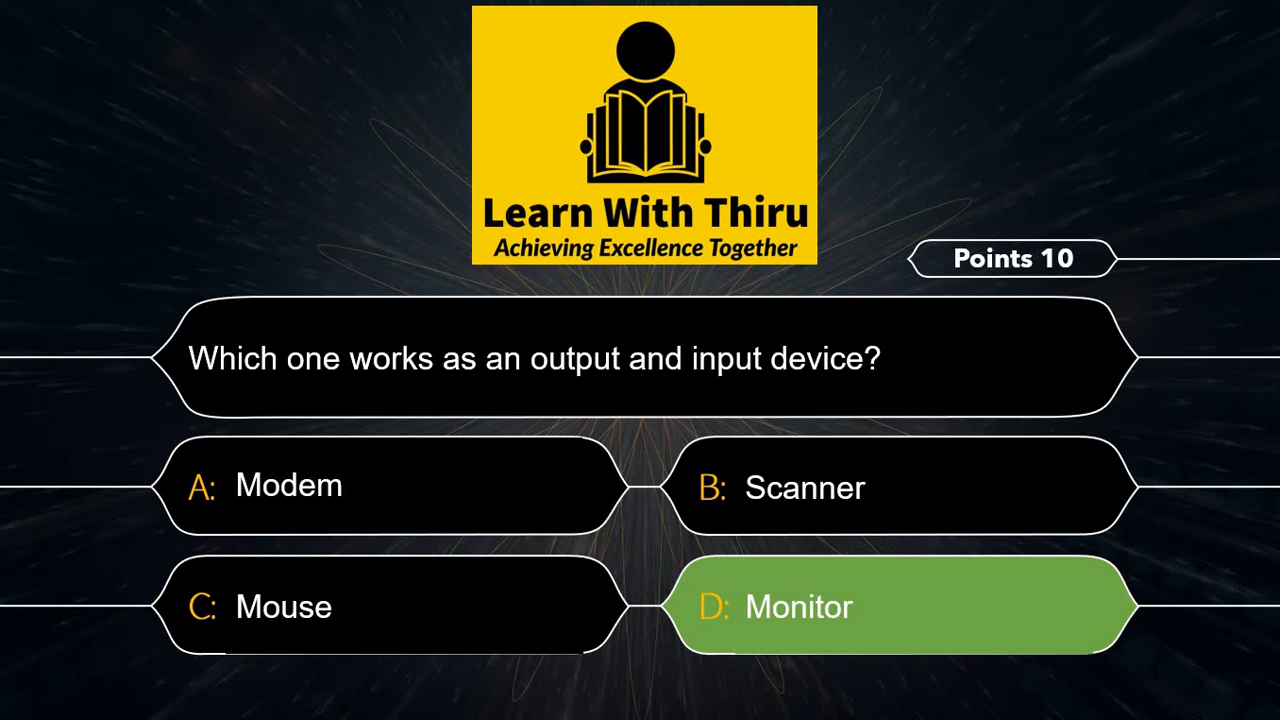 Learn With Thiru
Achieving Excellence Together
Points 10
Which one works as an output and input device?
A: Modem
B: Scanner
C: Mouse
D: Monitor